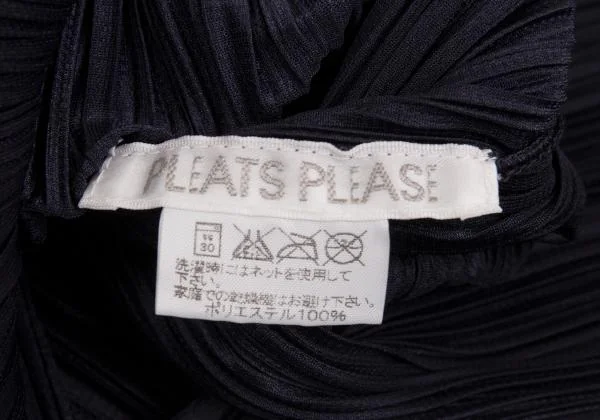 PLEATS PLEASE
弱
30
洗濯時にはネットを使用して
下さい。
家庭での乾燥機はお避け下さい。
ポリエステル100%